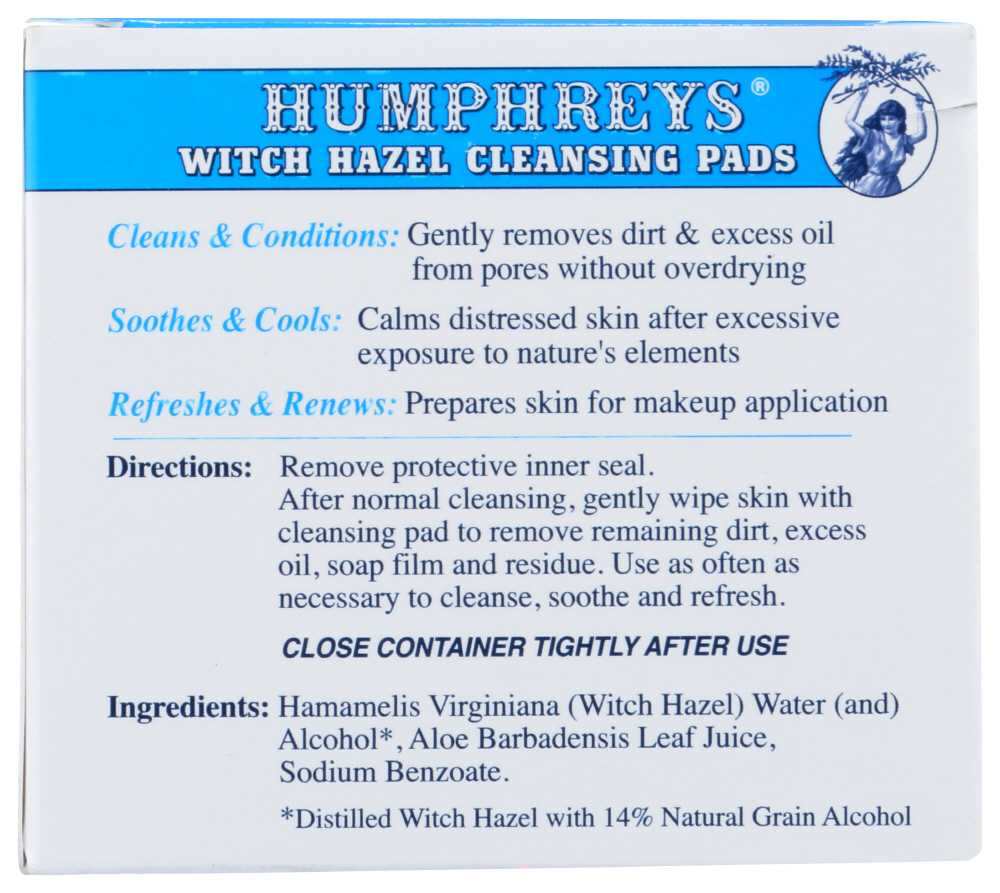 HUMPHREYS®
WITCH HAZEL CLEANSING PADS
Cleans & Conditions: Gently removes dirt & excess oil
from pores without overdrying
Soothes & Cools: Calms distressed skin after excessive
exposure to nature's elements
Refreshes & Renews: Prepares skin for makeup application
Directions: Remove protective inner seal.
After normal cleansing, gently wipe skin with
cleansing pad to remove remaining dirt, excess
oil, soap film and residue. Use as often as
necessary to cleanse, soothe and refresh.
CLOSE CONTAINER TIGHTLY AFTER USE
Ingredients: Hamamelis Virginiana (Witch Hazel) Water (and)
Alcohol*, Aloe Barbadensis Leaf Juice,
Sodium Benzoate.
*Distilled Witch Hazel with 14% Natural Grain Alcohol